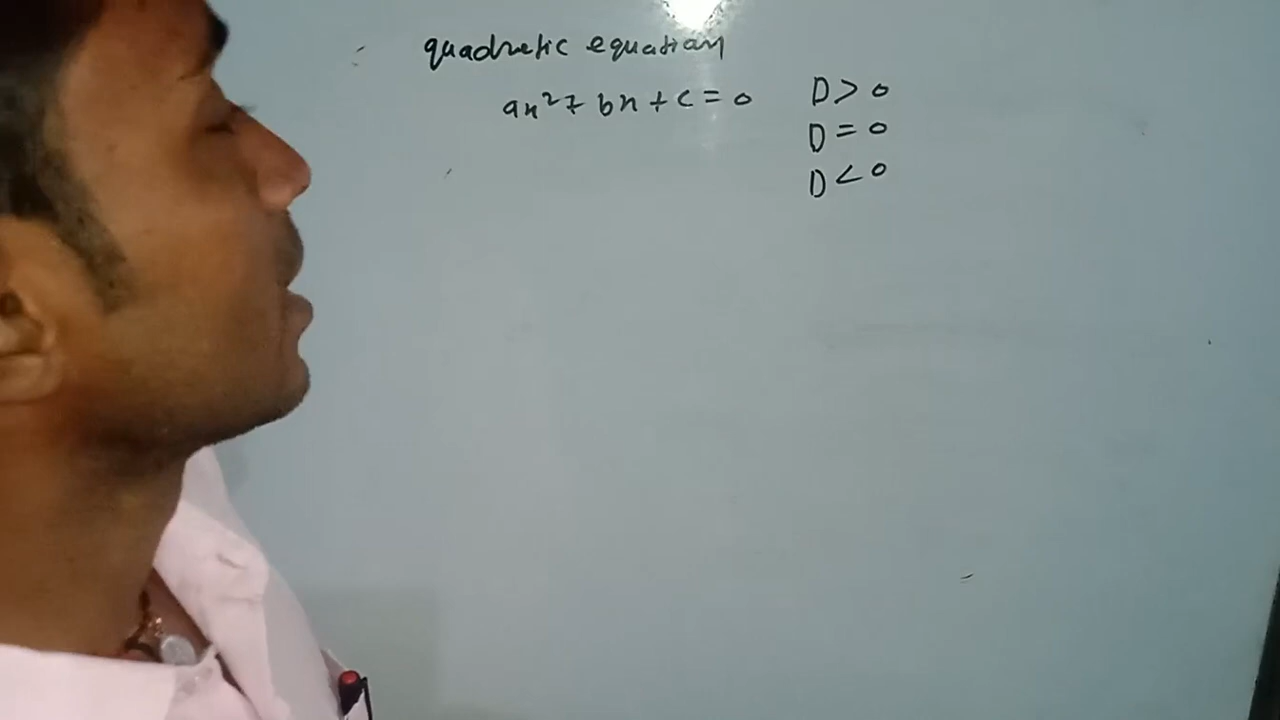 quadratic equation
ax²+ bx + c = 0
D > 0
D = 0
D < 0